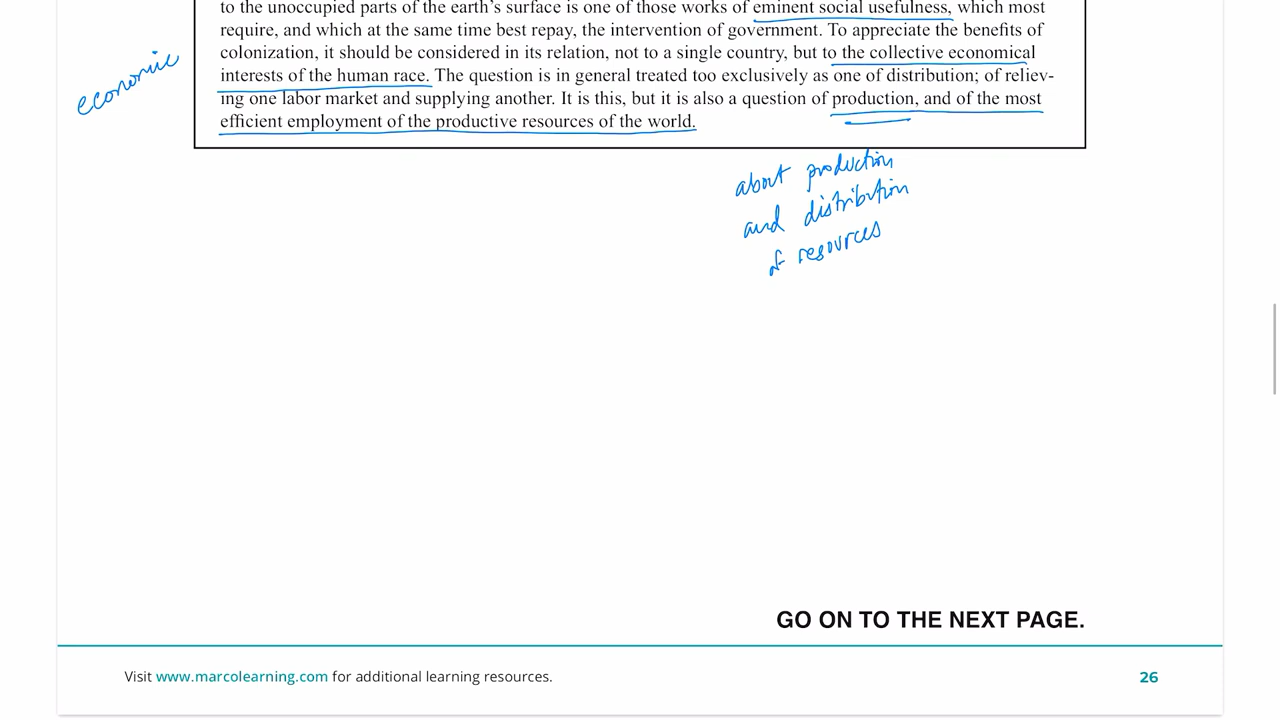 to the unoccupied parts of the earth's surface is one of those works of eminent social usefulness, which most
require, and which at the same time best repay, the intervention of government. To appreciate the benefits of
colonization, it should be considered in its relation, not to a single country, but to the collective economical
interests of the human race. The question is in general treated too exclusively as one of distribution; of reliev-
ing one labor market and supplying another. It is this, but it is also a question of production, and of the most
efficient employment of the productive resources of the world.
economic
about production
and distribution
of resources
GO ON TO THE NEXT PAGE.
Visit www.marcolearning.com for additional learning resources.
26